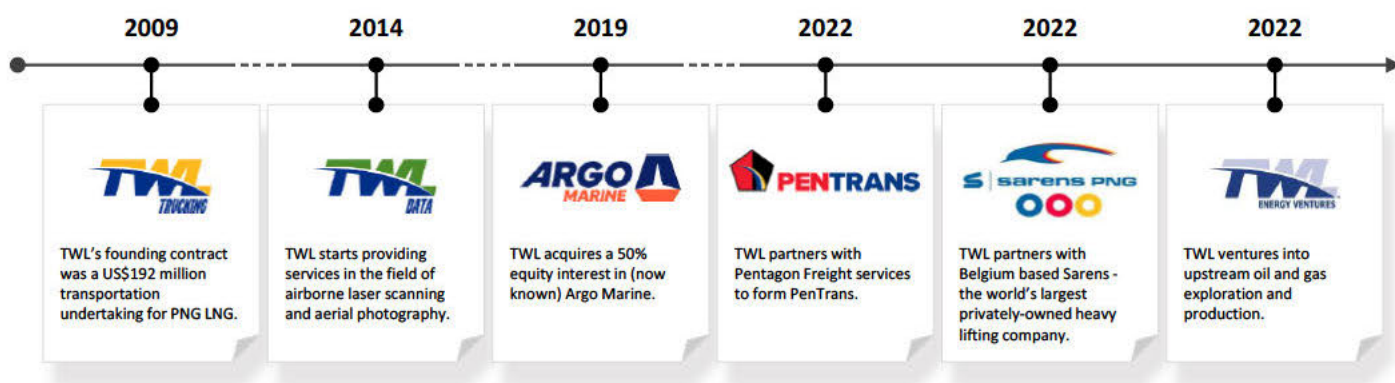 2009
2014
2019
2022
2022
2022
TWL
TRUCKING
TWL's founding contract
was a US$192 million
transportation
undertaking for PNG LNG.
TWL
DATA
TWL starts providing
services in the field of
airborne laser scanning
and aerial photography.
ARGO
MARINE
TWL acquires a 50%
equity interest in (now
known) Argo Marine.
PENTRANS
TWL partners with
Pentagon Freight services
to form PenTrans.
S | sarens PNG
TWL partners with
Belgium based Sarens -
the world's largest
privately-owned heavy
lifting company.
TWL
ENERGY VENTURES
TWL ventures into
upstream oil and gas
exploration and
production.